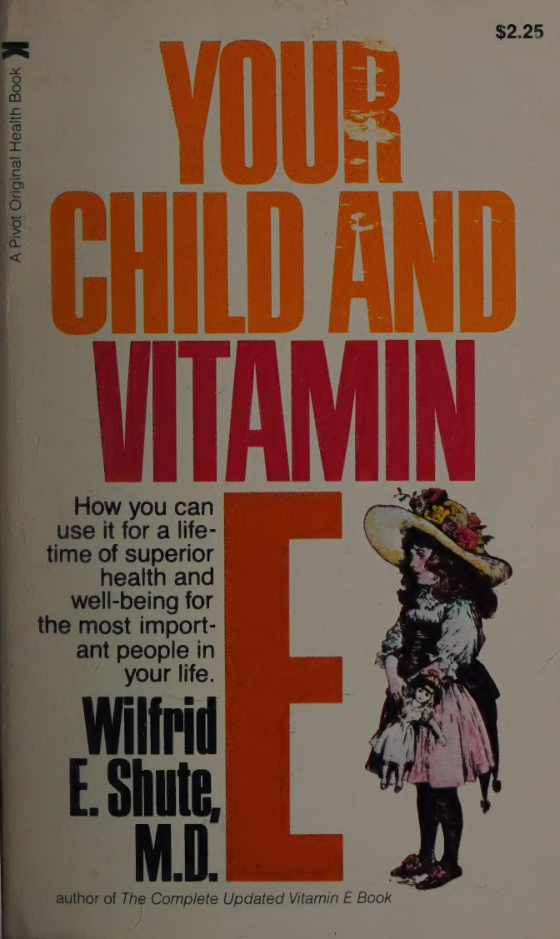 $2.25
K
A Pivot Original Health Book
YOUR
CHILD AND
VITAMIN
E
How you can
use it for a life-
time of superior
health and
well-being for
the most import-
ant people in
your life.
Wilfrid
E. Shute,
M.D.
author of The Complete Updated Vitamin E Book